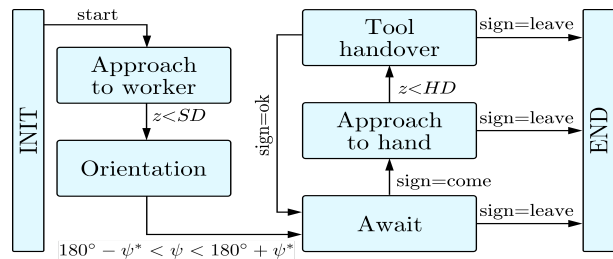 INIT
start
Approach
to worker
z<SD
Orientation
|180° − ψ* < ψ < 180° + ψ*|
Tool
handover
sign=leave
sign=ok
z<HD
Approach
to hand
sign=leave
sign=come
Await
sign=leave
END